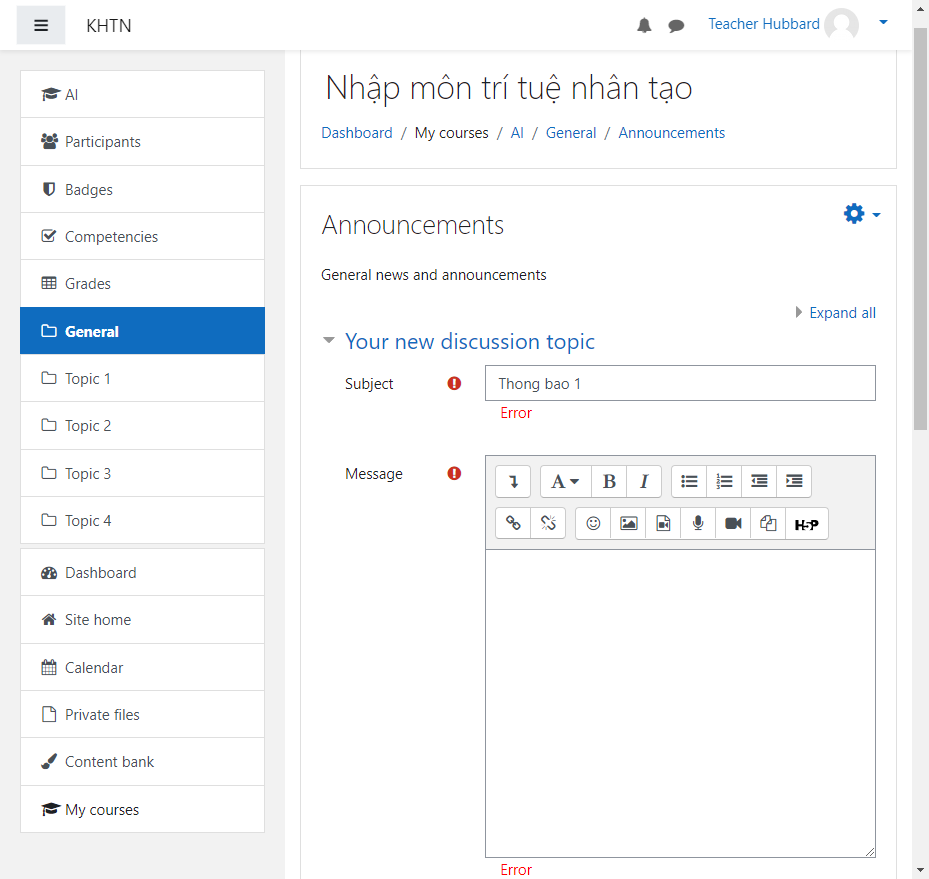 KHTN
Teacher Hubbard
AI
Participants
Badges
Competencies
Grades
General
Topic 1
Topic 2
Topic 3
Topic 4
Dashboard
Site home
Calendar
Private files
Content bank
My courses
Nhập môn trí tuệ nhân tạo
Dashboard / My courses / AI / General / Announcements
Announcements
General news and announcements
Expand all
Your new discussion topic
Subject
Thong bao 1
Error
Message
A B I
H-P
Error